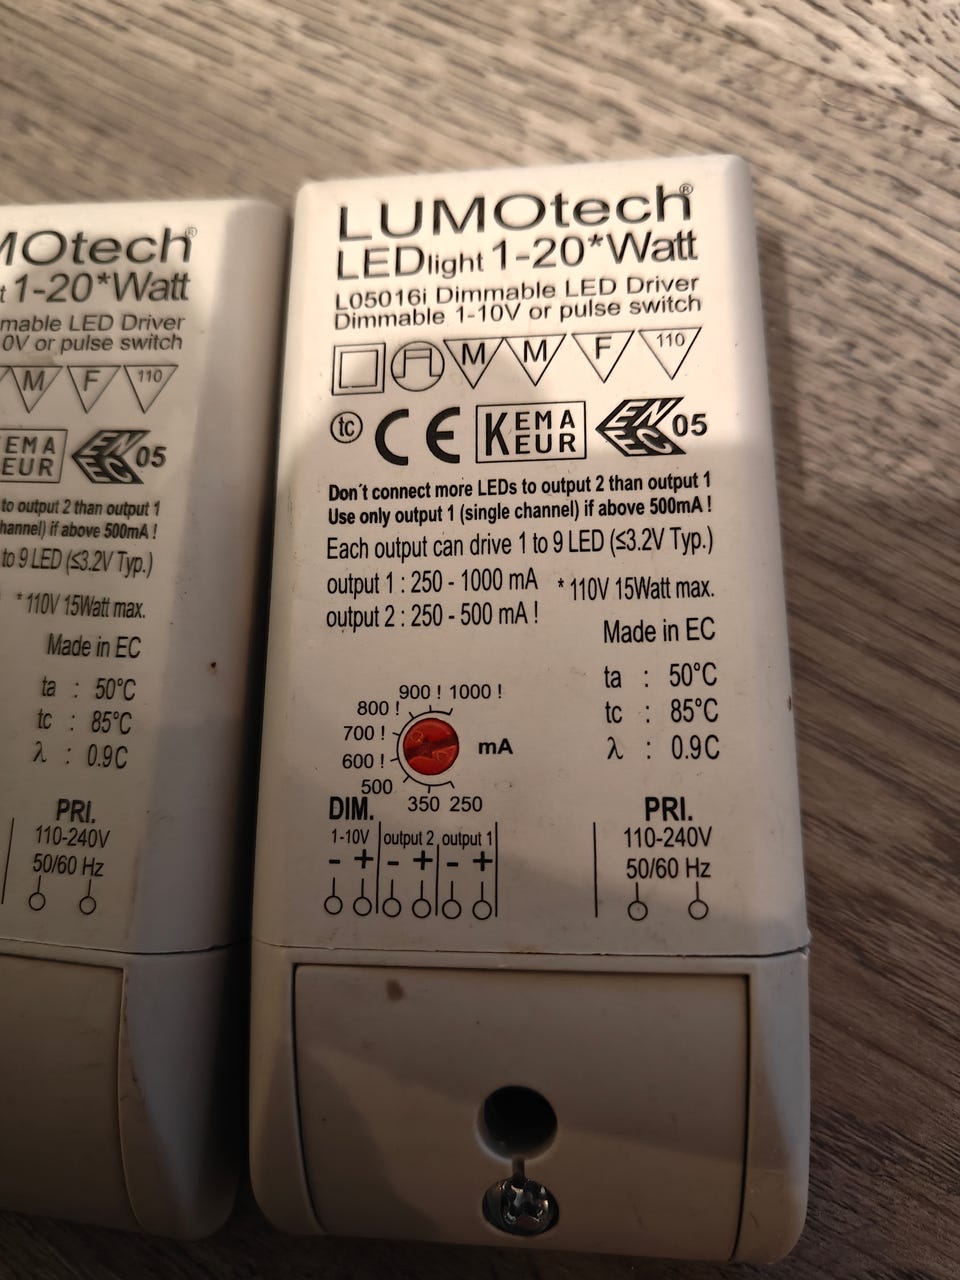 MOtech®
t 1-20*Watt
mable LED Driver
0V or pulse switch
M F 110
EMA
EUR
ENEC 05
to output 2 than output 1
hannel) if above 500mA !
to 9 LED (≤3.2V Typ.)
* 110V 15Watt max.
Made in EC
ta : 50°C
tc : 85°C
λ : 0.9C
PRI.
110-240V
50/60 Hz
LUMOtech®
LEDlight 1-20*Watt
L05016i Dimmable LED Driver
Dimmable 1-10V or pulse switch
M M F 110
tc CE KEMA EUR ENEC 05
Don´t connect more LEDs to output 2 than output 1
Use only output 1 (single channel) if above 500mA !
Each output can drive 1 to 9 LED (≤3.2V Typ.)
output 1 : 250 - 1000 mA * 110V 15Watt max.
output 2 : 250 - 500 mA !
Made in EC
ta : 50°C
tc : 85°C
λ : 0.9C
900 ! 1000 !
800 !
700 ! mA
600 !
500
350 250
DIM. PRI.
1-10V output 2 output 1 110-240V
- + - + - + 50/60 Hz